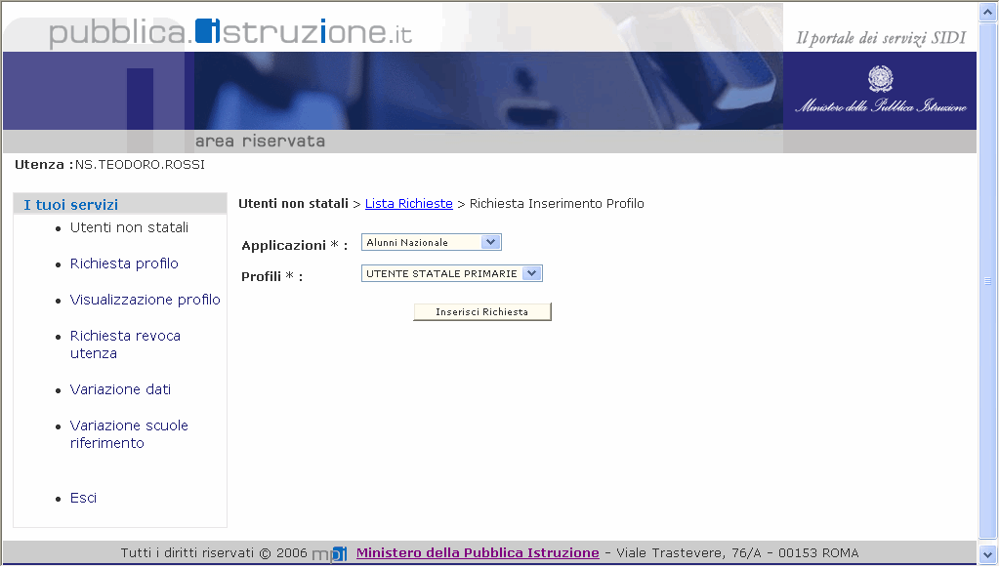 pubblica.istruzione.it
Il portale dei servizi SIDI
Ministero della Pubblica Istruzione
area riservata
Utenza :NS.TEODORO.ROSSI
I tuoi servizi
Utenti non statali
Richiesta profilo
Visualizzazione profilo
Richiesta revoca
utenza
Variazione dati
Variazione scuole
riferimento
Esci
Utenti non statali > Lista Richieste > Richiesta Inserimento Profilo
Applicazioni * : Alunni Nazionale
Profili * : UTENTE STATALE PRIMARIE
Inserisci Richiesta
Tutti i diritti riservati © 2006 mpi Ministero della Pubblica Istruzione - Viale Trastevere, 76/A - 00153 ROMA